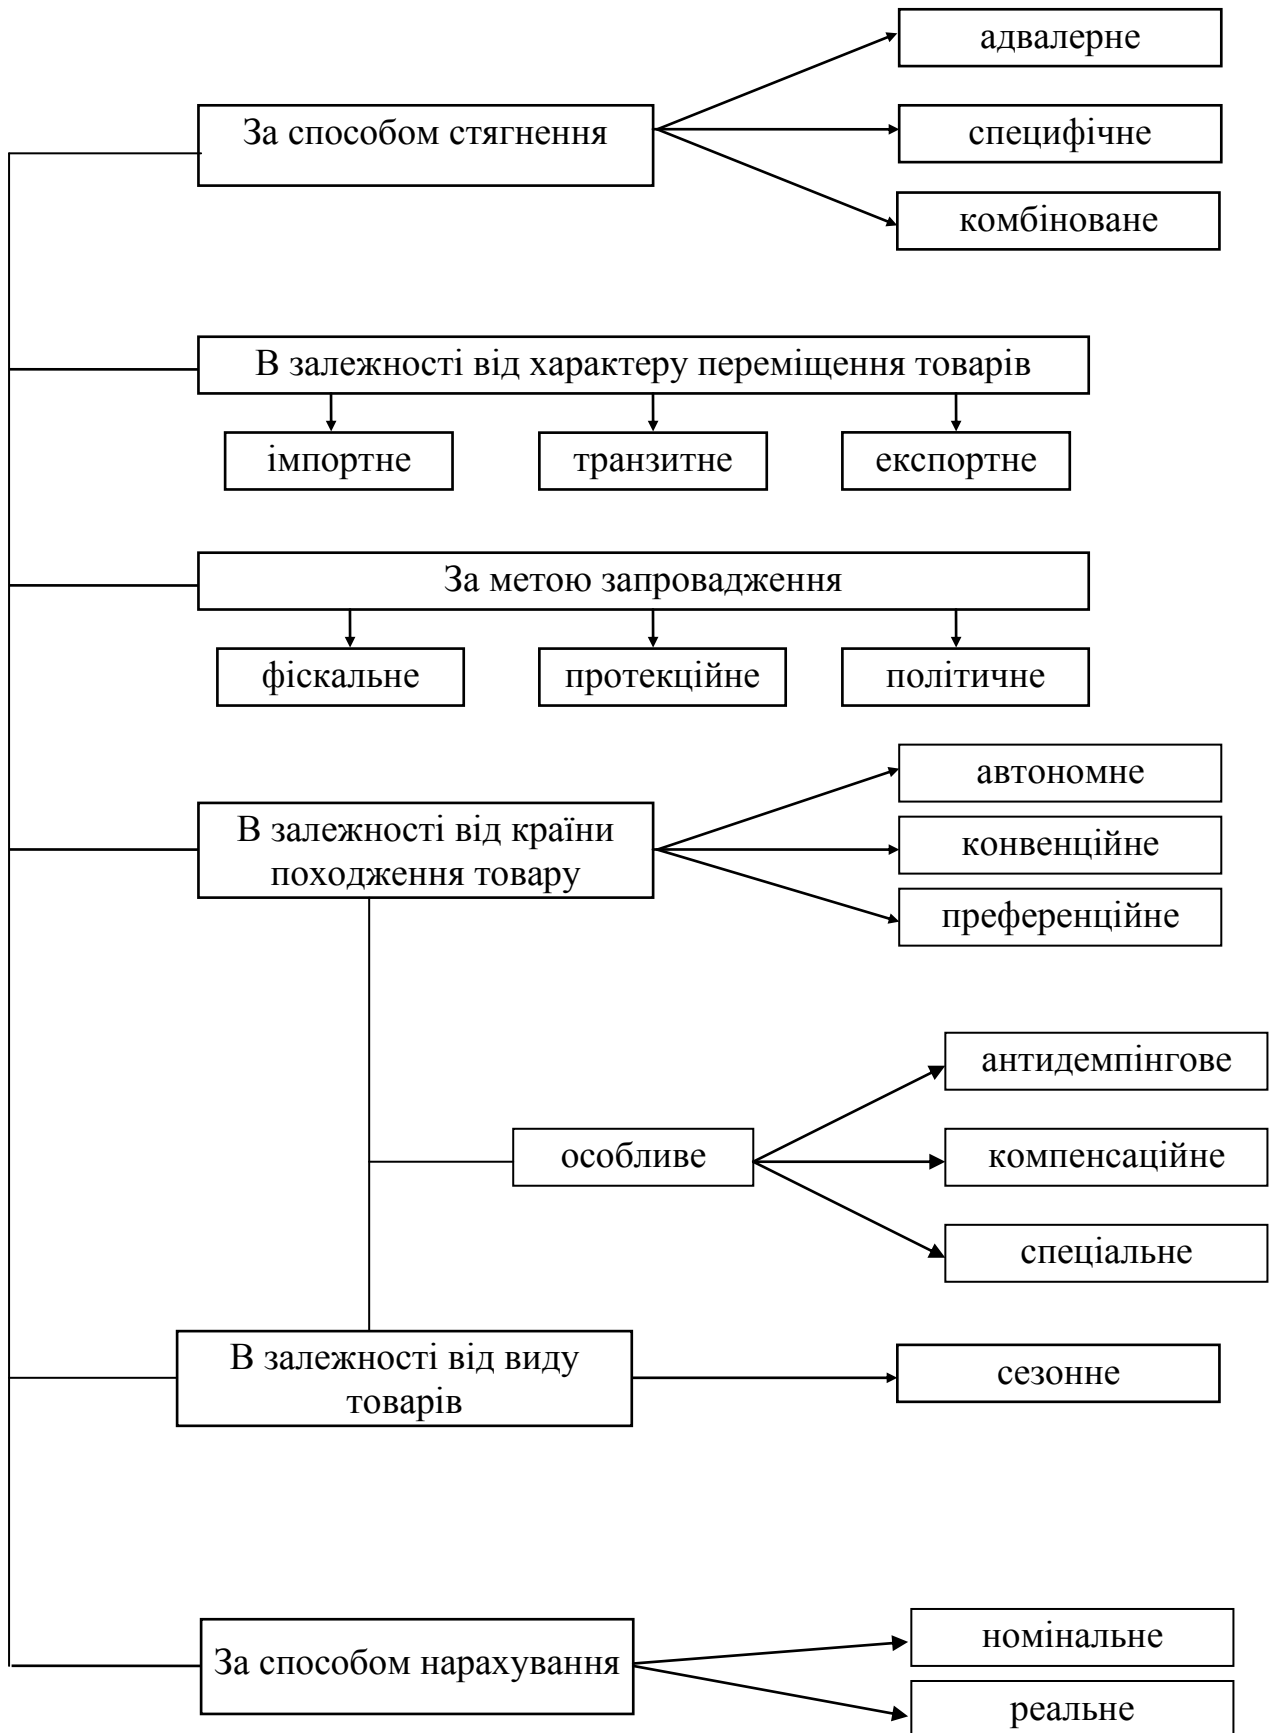 адвалерне
За способом стягнення
специфічне
комбіноване
В залежності від характеру переміщення товарів
імпортне
транзитне
експортне
За метою запровадження
фіскальне
протекційне
політичне
автономне
В залежності від країни
походження товару
конвенційне
преференційне
антидемпінгове
особливе
компенсаційне
спеціальне
В залежності від виду
товарів
сезонне
номінальне
За способом нарахування
реальне